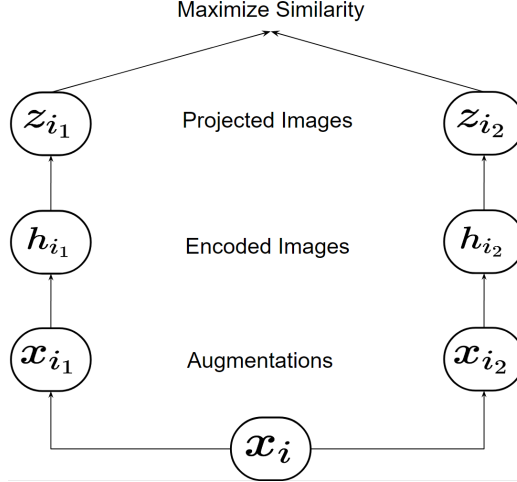 Maximize Similarity
z_{i_1} Projected Images z_{i_2}
h_{i_1} Encoded Images h_{i_2}
x_{i_1} Augmentations x_{i_2}
x_i